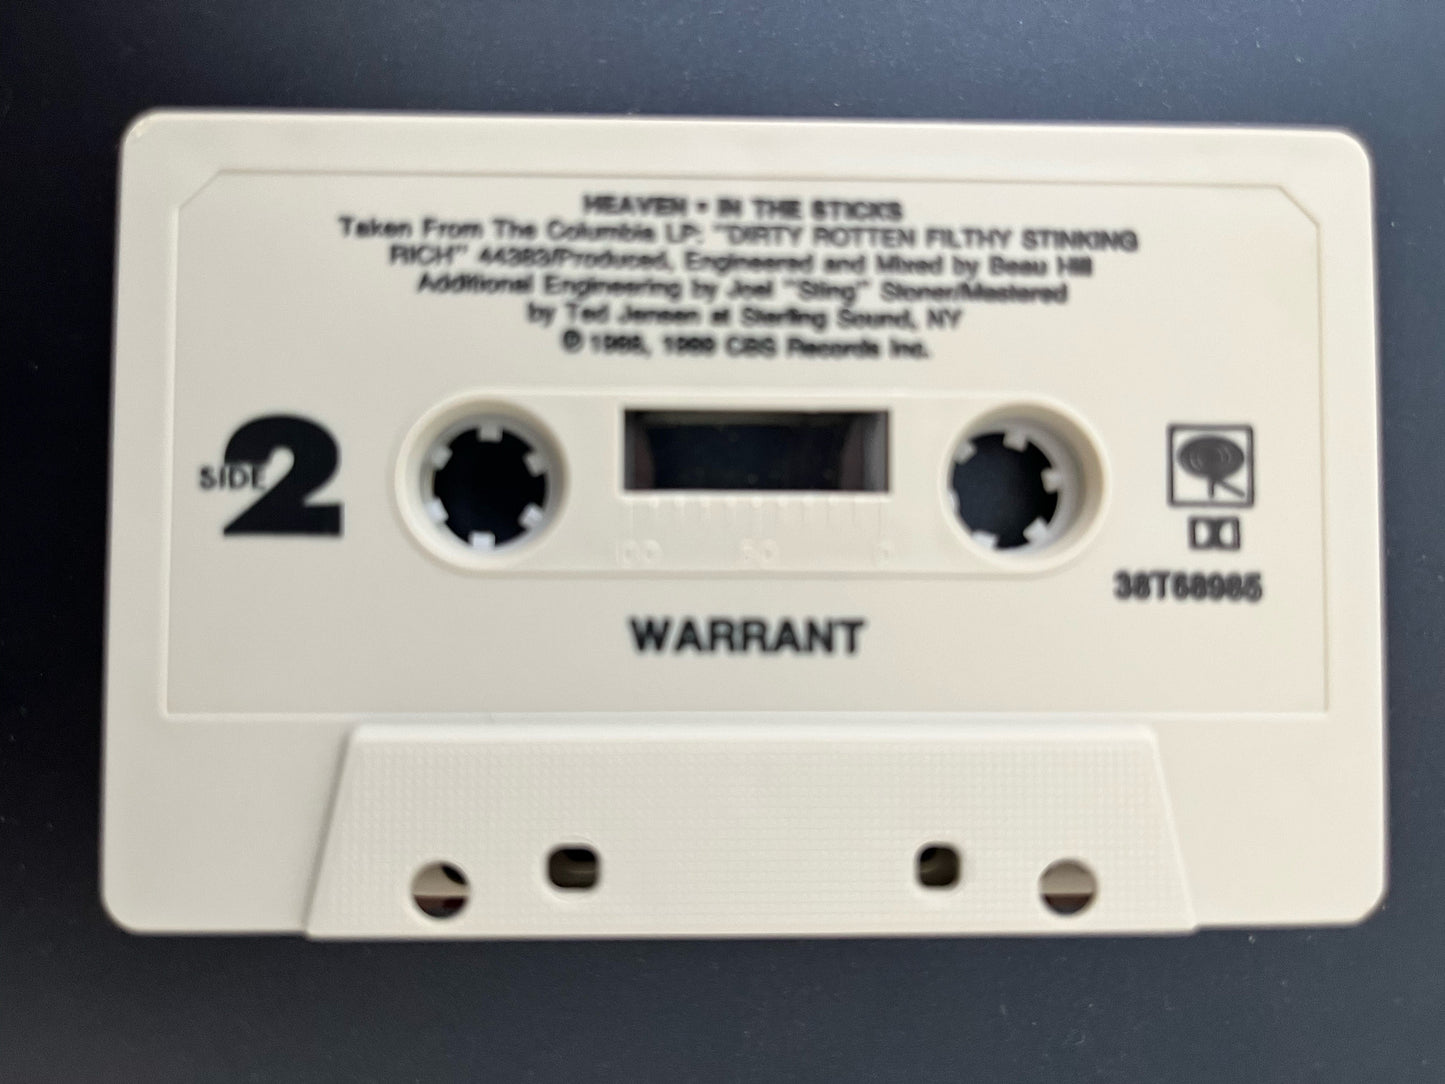 HEAVEN • IN THE STICKS
Taken From The Columbia LP: "DIRTY ROTTEN FILTHY STINKING
RICH" 44383/Produced, Engineered and Mixed by Beau Hill
Additional Engineering by Joel "Sling" Stoner/Mastered
by Ted Jensen at Sterling Sound, NY
℗ 1988, 1989 CBS Records Inc.
SIDE 2
100 50 0
38T68985
WARRANT